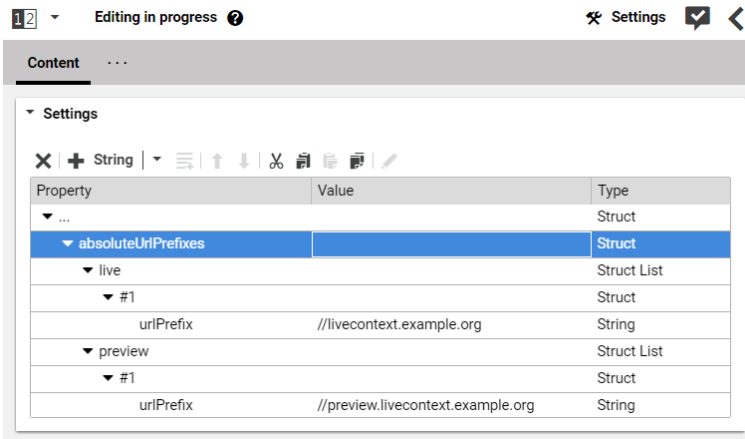 12 Editing in progress ? Settings
Content ...
Settings
String
Property Value Type
... Struct
absoluteUrlPrefixes Struct
live Struct List
#1 Struct
urlPrefix //livecontext.example.org String
preview Struct List
#1 Struct
urlPrefix //preview.livecontext.example.org String